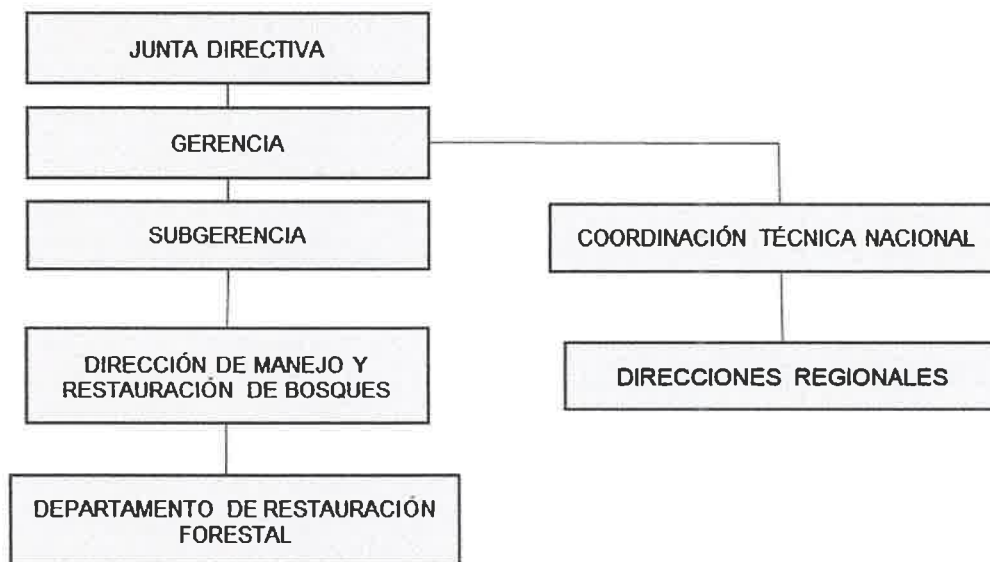 JUNTA DIRECTIVA
GERENCIA
SUBGERENCIA
COORDINACIÓN TÉCNICA NACIONAL
DIRECCIÓN DE MANEJO Y
RESTAURACIÓN DE BOSQUES
DIRECCIONES REGIONALES
DEPARTAMENTO DE RESTAURACIÓN
FORESTAL